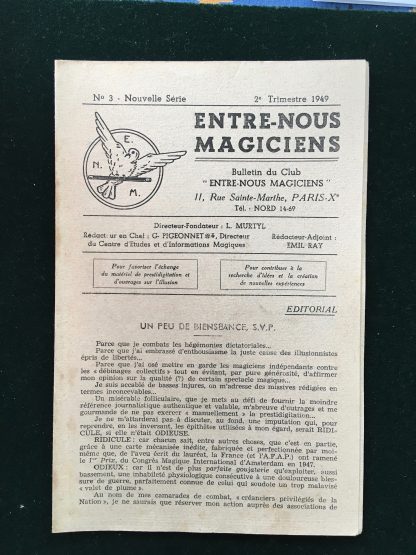 N° 3 - Nouvelle Série
2e Trimestre 1949
E.
N.
M.
ENTRE-NOUS
MAGICIENS
Bulletin du Club
" ENTRE-NOUS MAGICIENS "
11, Rue Sainte-Marthe, PARIS-Xe
Tél. - NORD 14-69
Directeur-Fondateur : L. MURTYL
Rédacteur en Chef : G. PIGEONNET, Directeur
du Centre d'Etudes et d'Informations Magiques
Rédacteur-Adjoint :
EMIL RAY
Pour favoriser l'échange
du matériel de prestidigitation et
d'ouvrages sur l'illusion
Pour contribuer à la
recherche d'idées et la création
de nouvelles expériences
EDITORIAL
UN PEU DE BIENSEANCE, S.V.P.
Parce que je combats les hégémonies dictatoriales...
Parce que j'ai embrassé d'enthousiasme la juste cause des illusionnistes
épris de libertés...
Parce que j'ai osé mettre en garde les magiciens indépendants contre
les « débinages collectifs » tout en évitant, par pure générosité, d'affirmer
mon opinion sur la qualité (?) de certain spectacle magique...
Je suis accablé de basses injures, on m'adresse des missives rédigées en
termes inconvenables.
Un misérable folliculaire, que je mets au défi de fournir la moindre
référence journalistique authentique et valable, m'abreuve d'outrages et me
gourmande de ne pas exercer « manuellement » la prestidigitation...
Je ne m'attarderai pas à discuter, au fond, une imputation qui, pour
reprendre, en les inversant, les épithètes utilisées à mon égard, serait RIDI-
CULE, si elle n'était ODIEUSE.
RIDICULE : car chacun sait, entre autres choses, que c'est en partie,
grâce à une carte mécanisée inédite, fabriquée et perfectionnée par moi-
même que, de l'aveu écrit du lauréat, la France (et l'A.F.A.P.) ont ramené
le 1er Prix, du Congrès Magique International d'Amsterdam en 1947.
ODIEUX : car il n'est de plus parfaite goujaterie qu'exploiter, aussi
bassement, une inhabileté physiologique consécutive à une douloureuse bles-
sure de guerre, parfaitement connue de celui qui soudoie un trop malavisé
« valet de plume ».
Au nom de mes camarades de combat, « créanciers privilégiés de la
Nation », je ne saurais que réserver mon action auprès des associations de